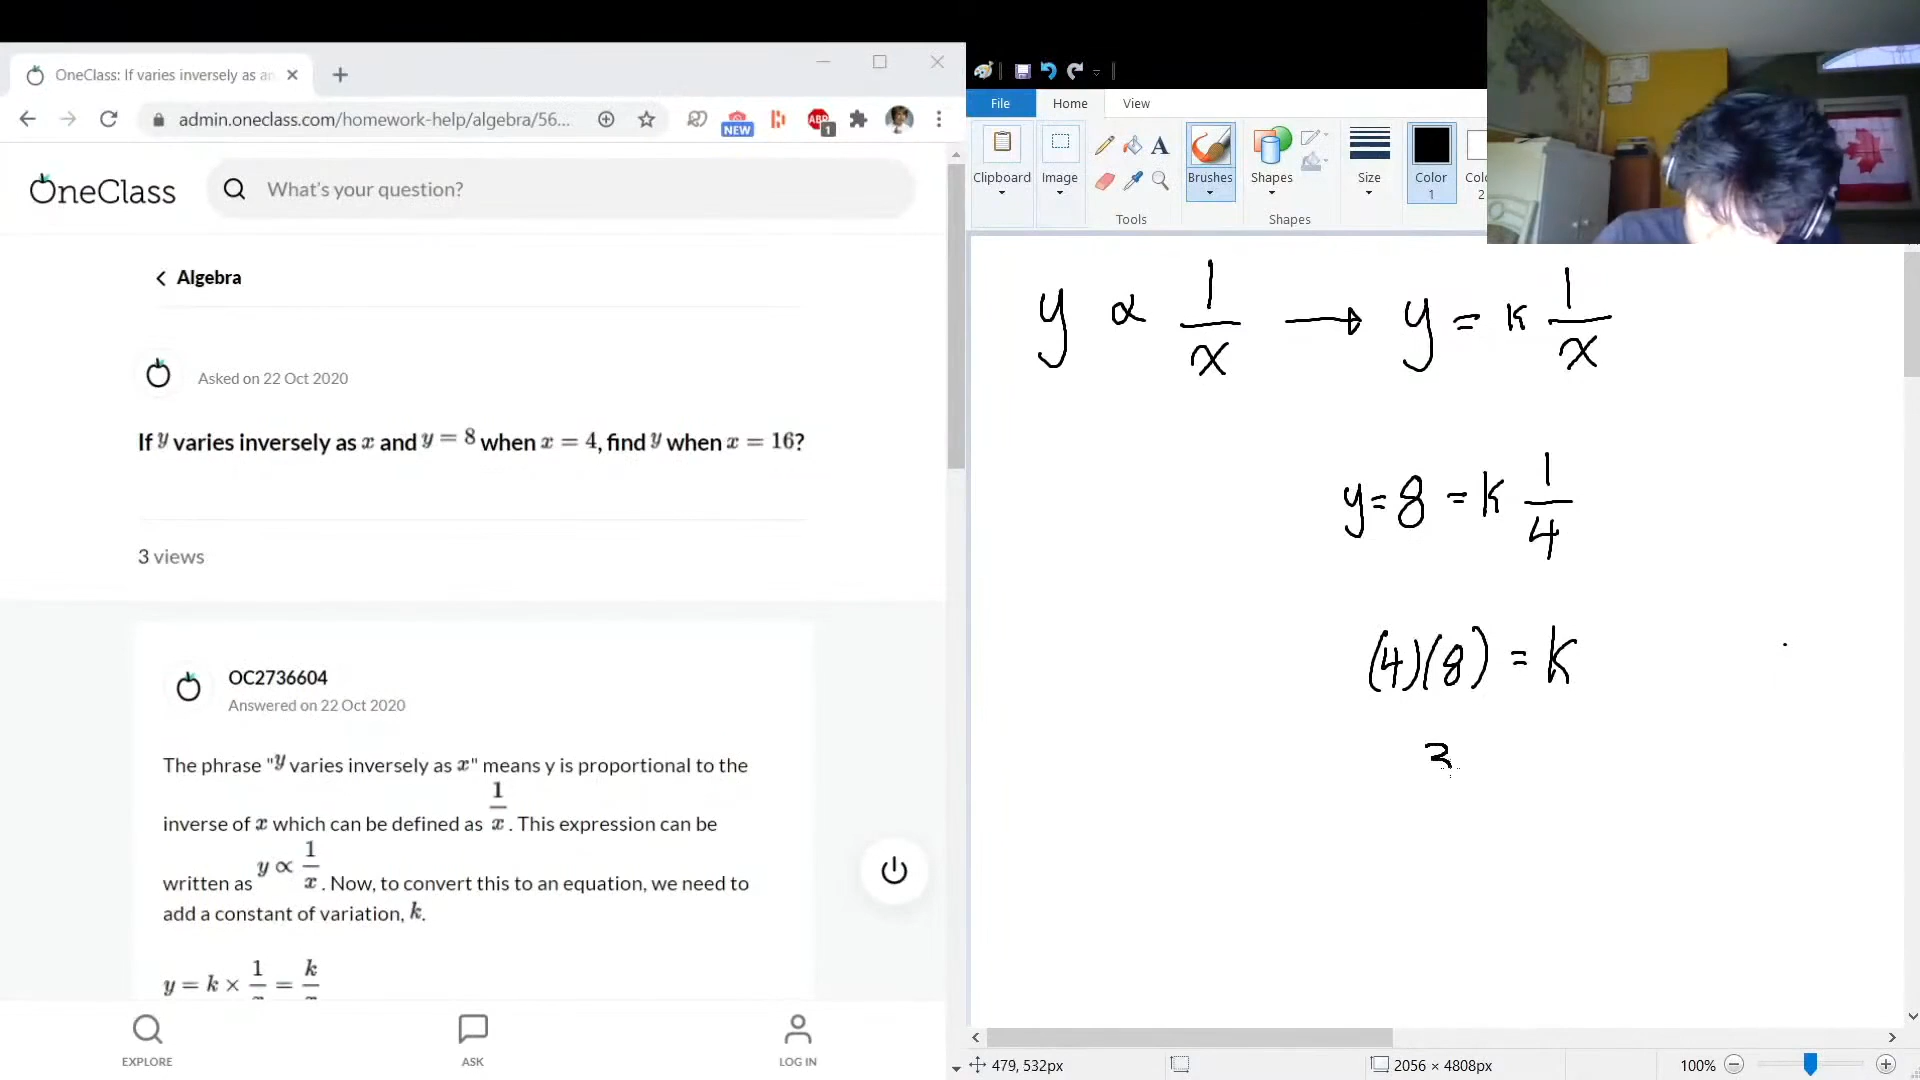 OneClass: If varies inversely as an
admin.oneclass.com/homework-help/algebra/56...
NEW
ABP
1
OneClass
What's your question?
Algebra
Asked on 22 Oct 2020
If y varies inversely as x and y = 8 when x = 4, find y when x = 16?
3 views
OC2736604
Answered on 22 Oct 2020
The phrase "y varies inversely as x" means y is proportional to the
inverse of x which can be defined as 1/x. This expression can be
written as y ∝ 1/x. Now, to convert this to an equation, we need to
add a constant of variation, k.
y = k × 1/x = k/x
EXPLORE
ASK
LOG IN
File
Home
View
Clipboard
Image
Tools
Brushes
Shapes
Shapes
Size
Color
1
2
y ∝ 1/x → y = k 1/x
y = 8 = k 1/4
(4)(8) = k
3
479, 532px
2056 × 4808px
100%